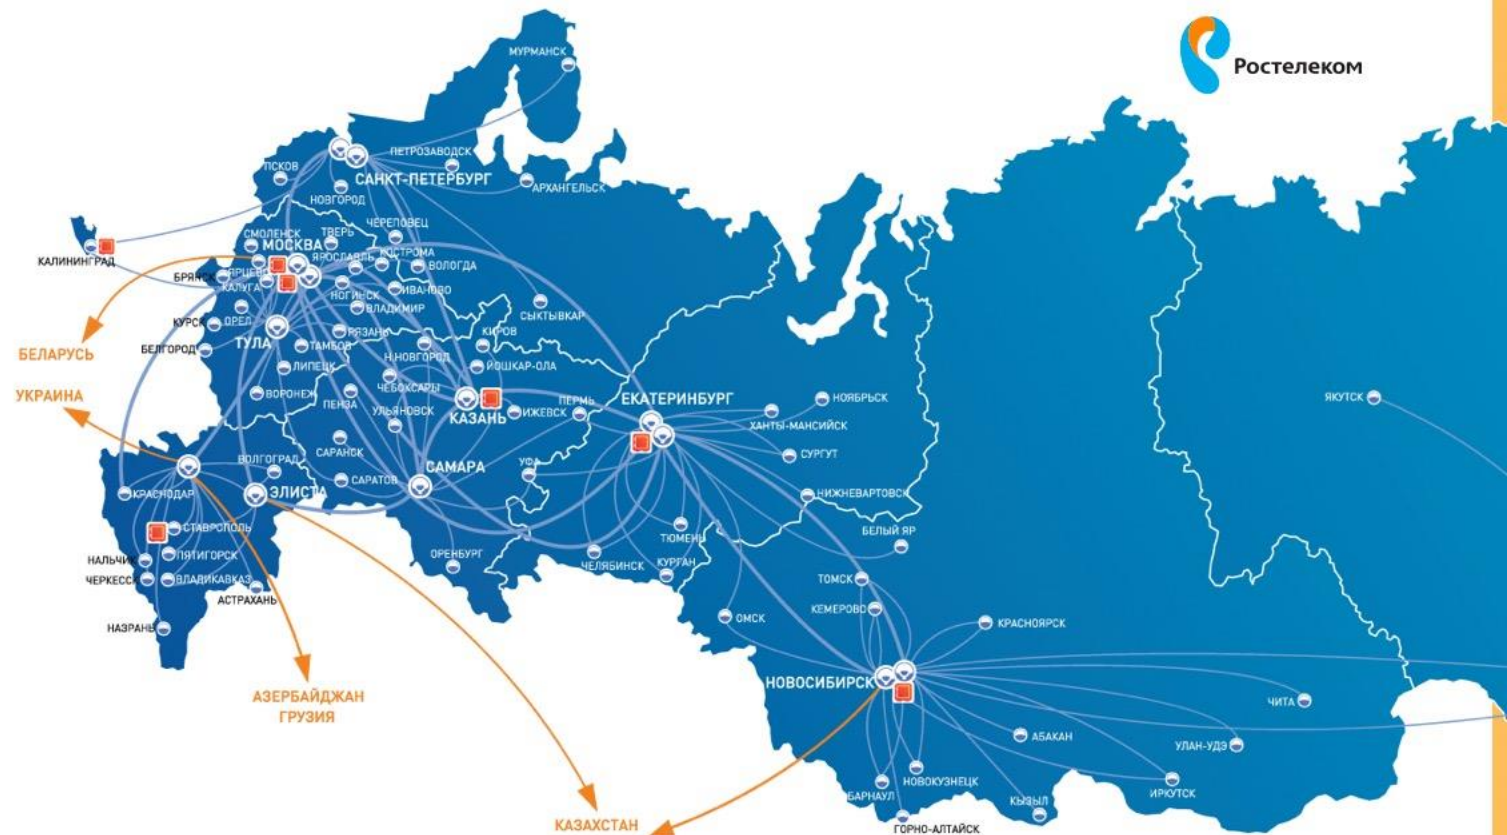 МУРМАНСК
Ростелеком
ПЕТРОЗАВОДСК
ПСКОВ
САНКТ-ПЕТЕРБУРГ
АРХАНГЕЛЬСК
НОВГОРОД
ЧЕРЕПОВЕЦ
СМОЛЕНСК
ТВЕРЬ
МОСКВА
ЯРОСЛАВЛЬ
КОСТРОМА
КАЛИНИНГРАД
ВОЛОГДА
БРЯНСК
ЯРЦЕВО
КАЛУГА
НОГИНСК
ИВАНОВО
ВЛАДИМИР
СЫКТЫВКАР
КУРСК
ОРЕЛ
РЯЗАНЬ
КИРОВ
ТУЛА
ТАМБОВ
БЕЛГОРОД
Н.НОВГОРОД
БЕЛАРУСЬ
ЛИПЕЦК
ЙОШКАР-ОЛА
ЧЕБОКСАРЫ
УКРАИНА
ВОРОНЕЖ
ПЕНЗА
УЛЬЯНОВСК
КАЗАНЬ
ИЖЕВСК
ПЕРМЬ
ЕКАТЕРИНБУРГ
НОЯБРЬСК
ЯКУТСК
ХАНТЫ-МАНСИЙСК
САРАНСК
СУРГУТ
ВОЛГОГРАД
УФА
САМАРА
САРАТОВ
КРАСНОДАР
ЭЛИСТА
НИЖНЕВАРТОВСК
СТАВРОПОЛЬ
БЕЛЫЙ ЯР
ТЮМЕНЬ
ПЯТИГОРСК
НАЛЬЧИК
ОРЕНБУРГ
ЧЕЛЯБИНСК
КУРГАН
ЧЕРКЕССК
ВЛАДИКАВКАЗ
ТОМСК
АСТРАХАНЬ
КЕМЕРОВО
ОМСК
КРАСНОЯРСК
НАЗРАНЬ
НОВОСИБИРСК
АЗЕРБАЙДЖАН
ГРУЗИЯ
ЧИТА
АБАКАН
УЛАН-УДЭ
НОВОКУЗНЕЦК
ИРКУТСК
БАРНАУЛ
КЫЗЫЛ
КАЗАХСТАН
ГОРНО-АЛТАЙСК